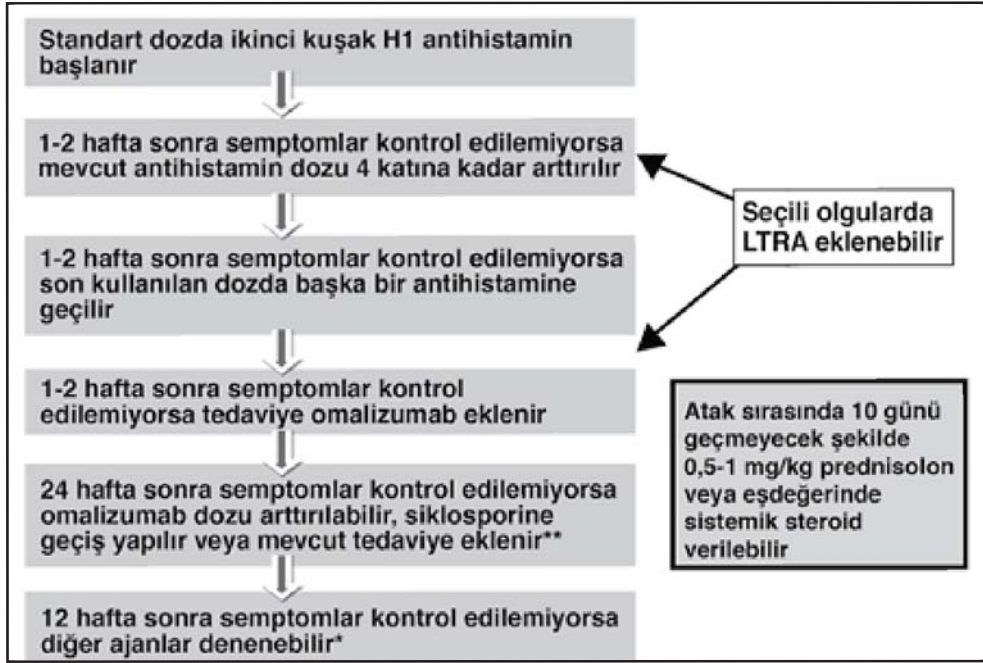 Standart dozda ikinci kuşak H1 antihistamin
başlanır
1-2 hafta sonra semptomlar kontrol edilemiyorsa
mevcut antihistamin dozu 4 katına kadar arttırılır
Seçili olgularda
LTRA eklenebilir
1-2 hafta sonra semptomlar kontrol edilemiyorsa
son kullanılan dozda başka bir antihistamine
geçilir
1-2 hafta sonra semptomlar kontrol
edilemiyorsa tedaviye omalizumab eklenir
Atak sırasında 10 günü
geçmeyecek şekilde
0,5-1 mg/kg prednisolon
veya eşdeğerinde
sistemik steroid
verilebilir
24 hafta sonra semptomlar kontrol edilemiyorsa
omalizumab dozu arttırılabilir, siklosporine
geçiş yapılır veya mevcut tedaviye eklenir**
12 hafta sonra semptomlar kontrol edilemiyorsa
diğer ajanlar denenebilir*